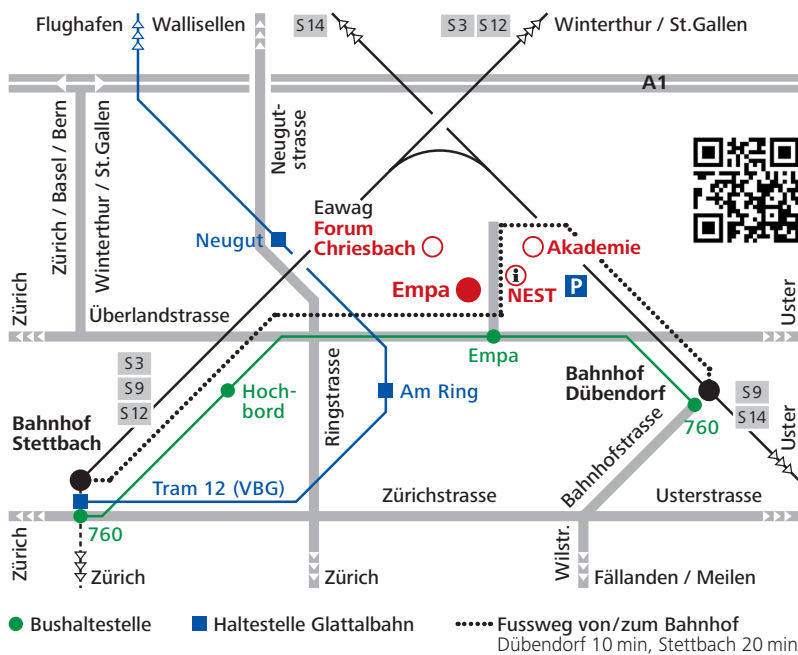 Flughafen
Wallisellen
S14
S3 S12
Winterthur / St.Gallen
A1
Zürich / Basel / Bern
Winterthur / St.Gallen
Neugut-
strasse
Eawag
Forum
Chriesbach
Akademie
Neugut
Empa
i
NEST
P
Zürich
Überlandstrasse
Uster
Empa
S3
S9
S12
Hoch-
bord
Ringstrasse
Am Ring
Bahnhof
Dübendorf
S9
S14
Uster
760
Bahnhofstrasse
Bahnhof
Stettbach
Tram 12 (VBG)
Zürichstrasse
Usterstrasse
760
Zürich
Zürich
Zürich
Wilstr.
Fällanden / Meilen
Bushaltestelle
Haltestelle Glattalbahn
Fussweg von/zum Bahnhof
Dübendorf 10 min, Stettbach 20 min